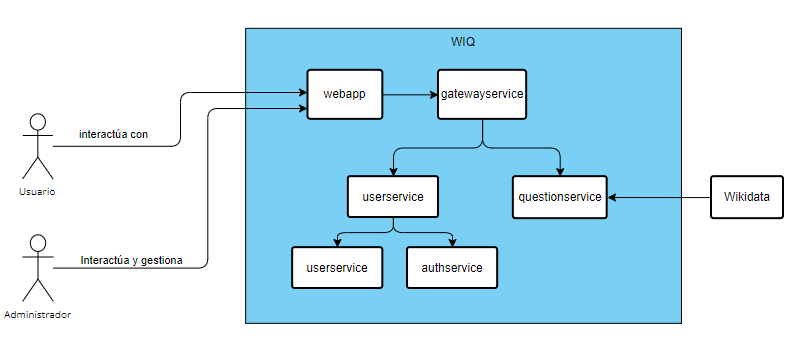 WIQ
webapp
gatewayservice
interactúa con
Usuario
userservice
questionservice
Wikidata
Interactúa y gestiona
userservice
authservice
Administrador